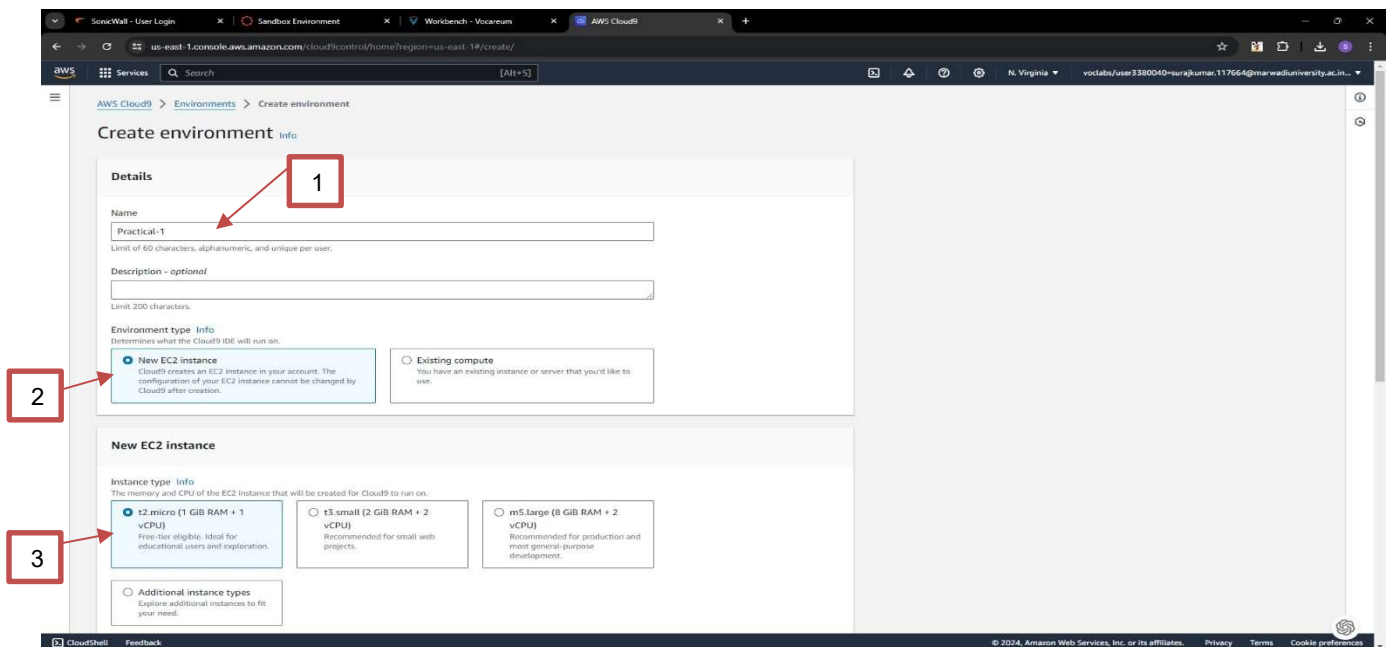 SonicWall - User Login
Sandbox Environment
Workbench - Vocareum
AWS Cloud9
us-east-1.console.aws.amazon.com/cloud9control/home?region=us-east-1#/create/
aws Services Search [Alt+S] N. Virginia voclabs/user3380040=surajkumar.117664@marwadiuniversity.ac.in...
AWS Cloud9 > Environments > Create environment
Create environment Info
Details
1
Name
Practical-1
Limit of 60 characters, alphanumeric, and unique per user.
Description - optional
Limit 200 characters.
Environment type Info
Determines what the Cloud9 IDE will run on.
2
New EC2 instance
Cloud9 creates an EC2 instance in your account. The
configuration of your EC2 instance cannot be changed by
Cloud9 after creation.
Existing compute
You have an existing instance or server that you'd like to
use.
New EC2 instance
Instance type Info
The memory and CPU of the EC2 instance that will be created for Cloud9 to run on.
3
t2.micro (1 GiB RAM + 1
vCPU)
Free-tier eligible. Ideal for
educational users and exploration.
t3.small (2 GiB RAM + 2
vCPU)
Recommended for small web
projects.
m5.large (8 GiB RAM + 2
vCPU)
Recommended for production and
most general-purpose
development.
Additional instance types
Explore additional instances to fit
your need.
CloudShell Feedback © 2024, Amazon Web Services, Inc. or its affiliates. Privacy Terms Cookie preferences